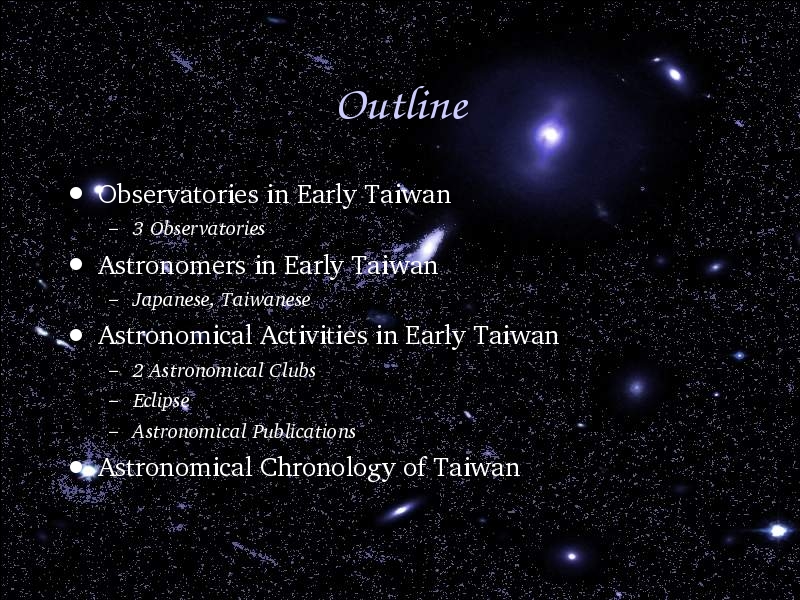 Outline
• Observatories in Early Taiwan
– 3 Observatories
• Astronomers in Early Taiwan
– Japanese, Taiwanese
• Astronomical Activities in Early Taiwan
– 2 Astronomical Clubs
– Eclipse
– Astronomical Publications
• Astronomical Chronology of Taiwan